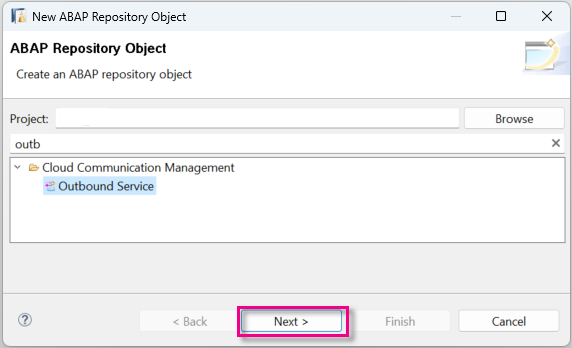 New ABAP Repository Object
ABAP Repository Object
Create an ABAP repository object
Project:
Browse
outb
Cloud Communication Management
Outbound Service
< Back
Next >
Finish
Cancel